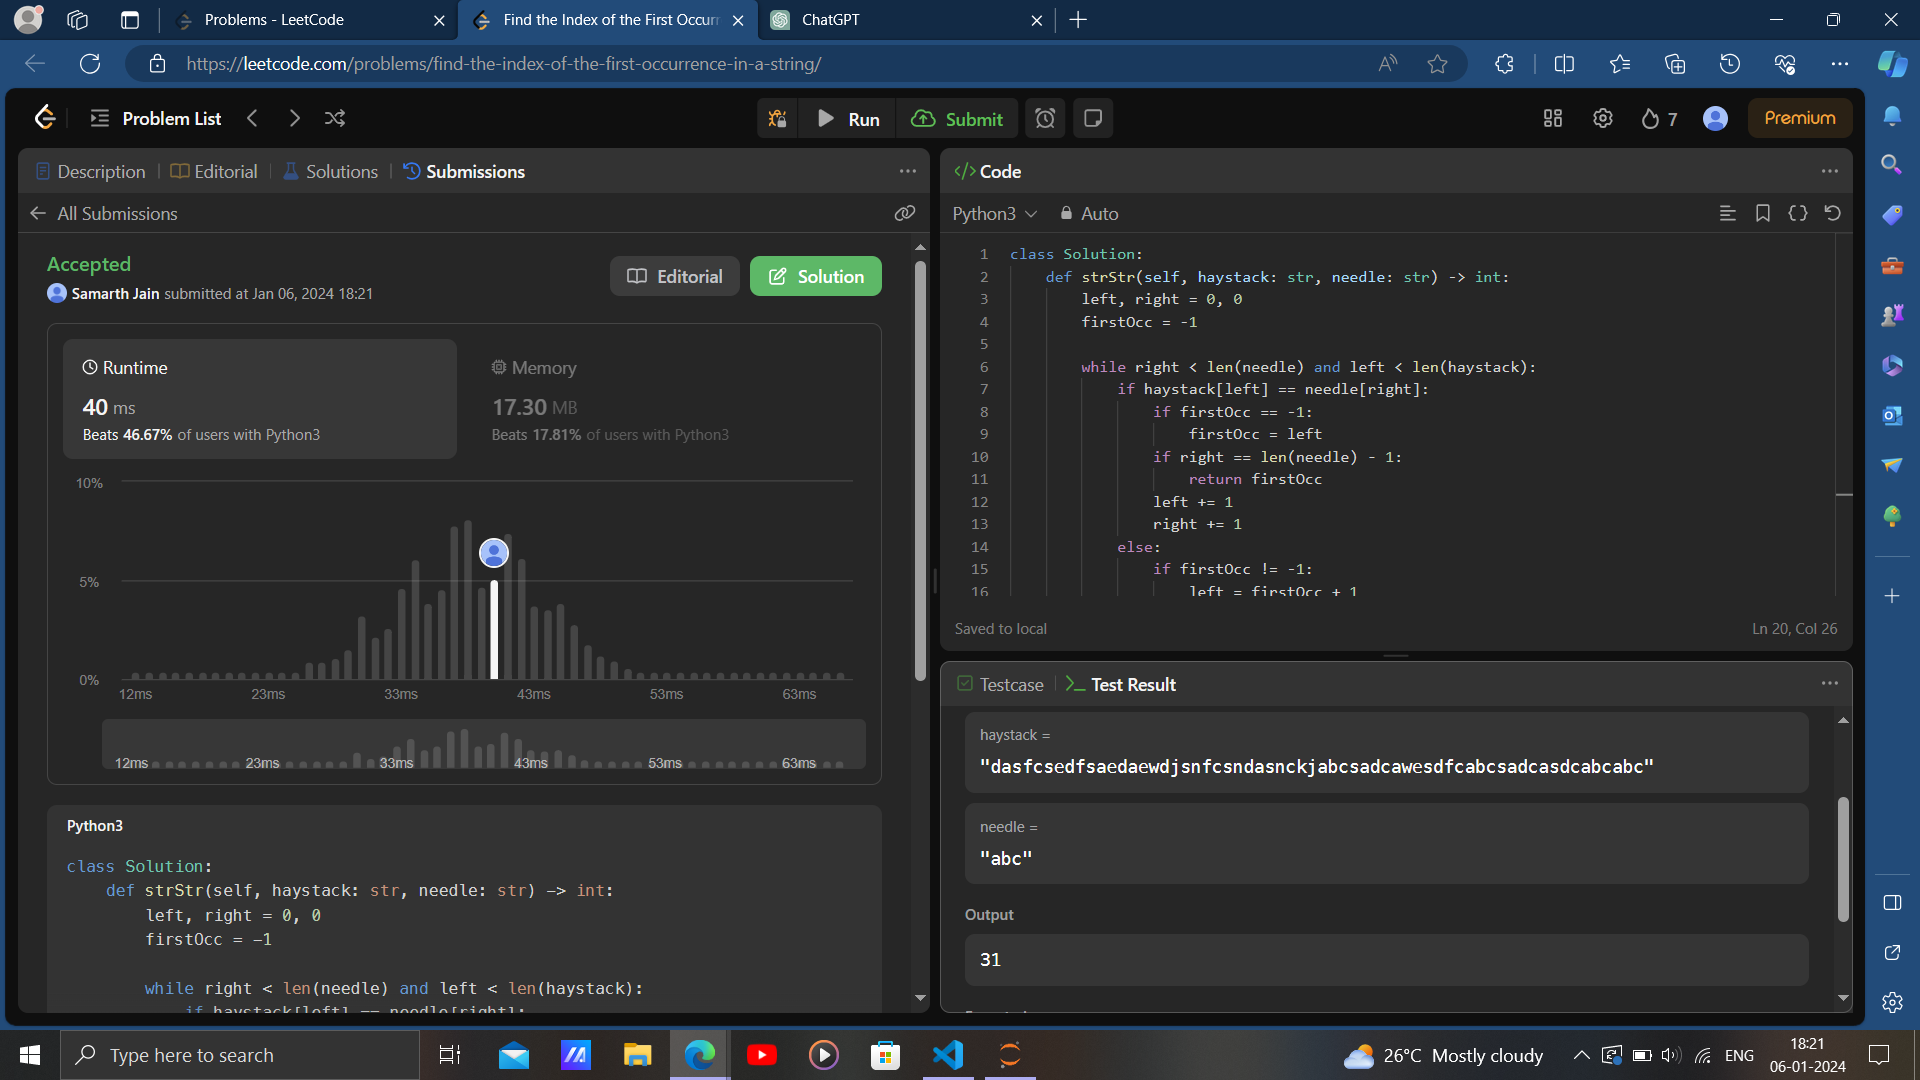 Problems - LeetCode
Find the Index of the First Occurr
ChatGPT
https://leetcode.com/problems/find-the-index-of-the-first-occurrence-in-a-string/
Problem List
Run
Submit
7
Premium
Description
Editorial
Solutions
Submissions
All Submissions
Accepted
Samarth Jain submitted at Jan 06, 2024 18:21
Editorial
Solution
Runtime
40 ms
Beats 46.67% of users with Python3
Memory
17.30 MB
Beats 17.81% of users with Python3
10%
5%
0%
12ms 23ms 33ms 43ms 53ms 63ms
12ms 23ms 33ms 43ms 53ms 63ms
Python3
class Solution:
def strStr(self, haystack: str, needle: str) -> int:
left, right = 0, 0
firstOcc = -1
while right < len(needle) and left < len(haystack):
if haystack[left] == needle[right]:
</> Code
Python3
Auto
1 class Solution:
2 def strStr(self, haystack: str, needle: str) -> int:
3 left, right = 0, 0
4 firstOcc = -1
5
6 while right < len(needle) and left < len(haystack):
7 if haystack[left] == needle[right]:
8 if firstOcc == -1:
9 firstOcc = left
10 if right == len(needle) - 1:
11 return firstOcc
12 left += 1
13 right += 1
14 else:
15 if firstOcc != -1:
16 left = firstOcc + 1
Saved to local
Ln 20, Col 26
Testcase
Test Result
haystack =
"dasfcsedfsaedaewdjsnfcsndasnckjabcsadcawesdfcabcsadcasdcabcabc"
needle =
"abc"
Output
31
Type here to search
26°C Mostly cloudy
ENG
18:21
06-01-2024